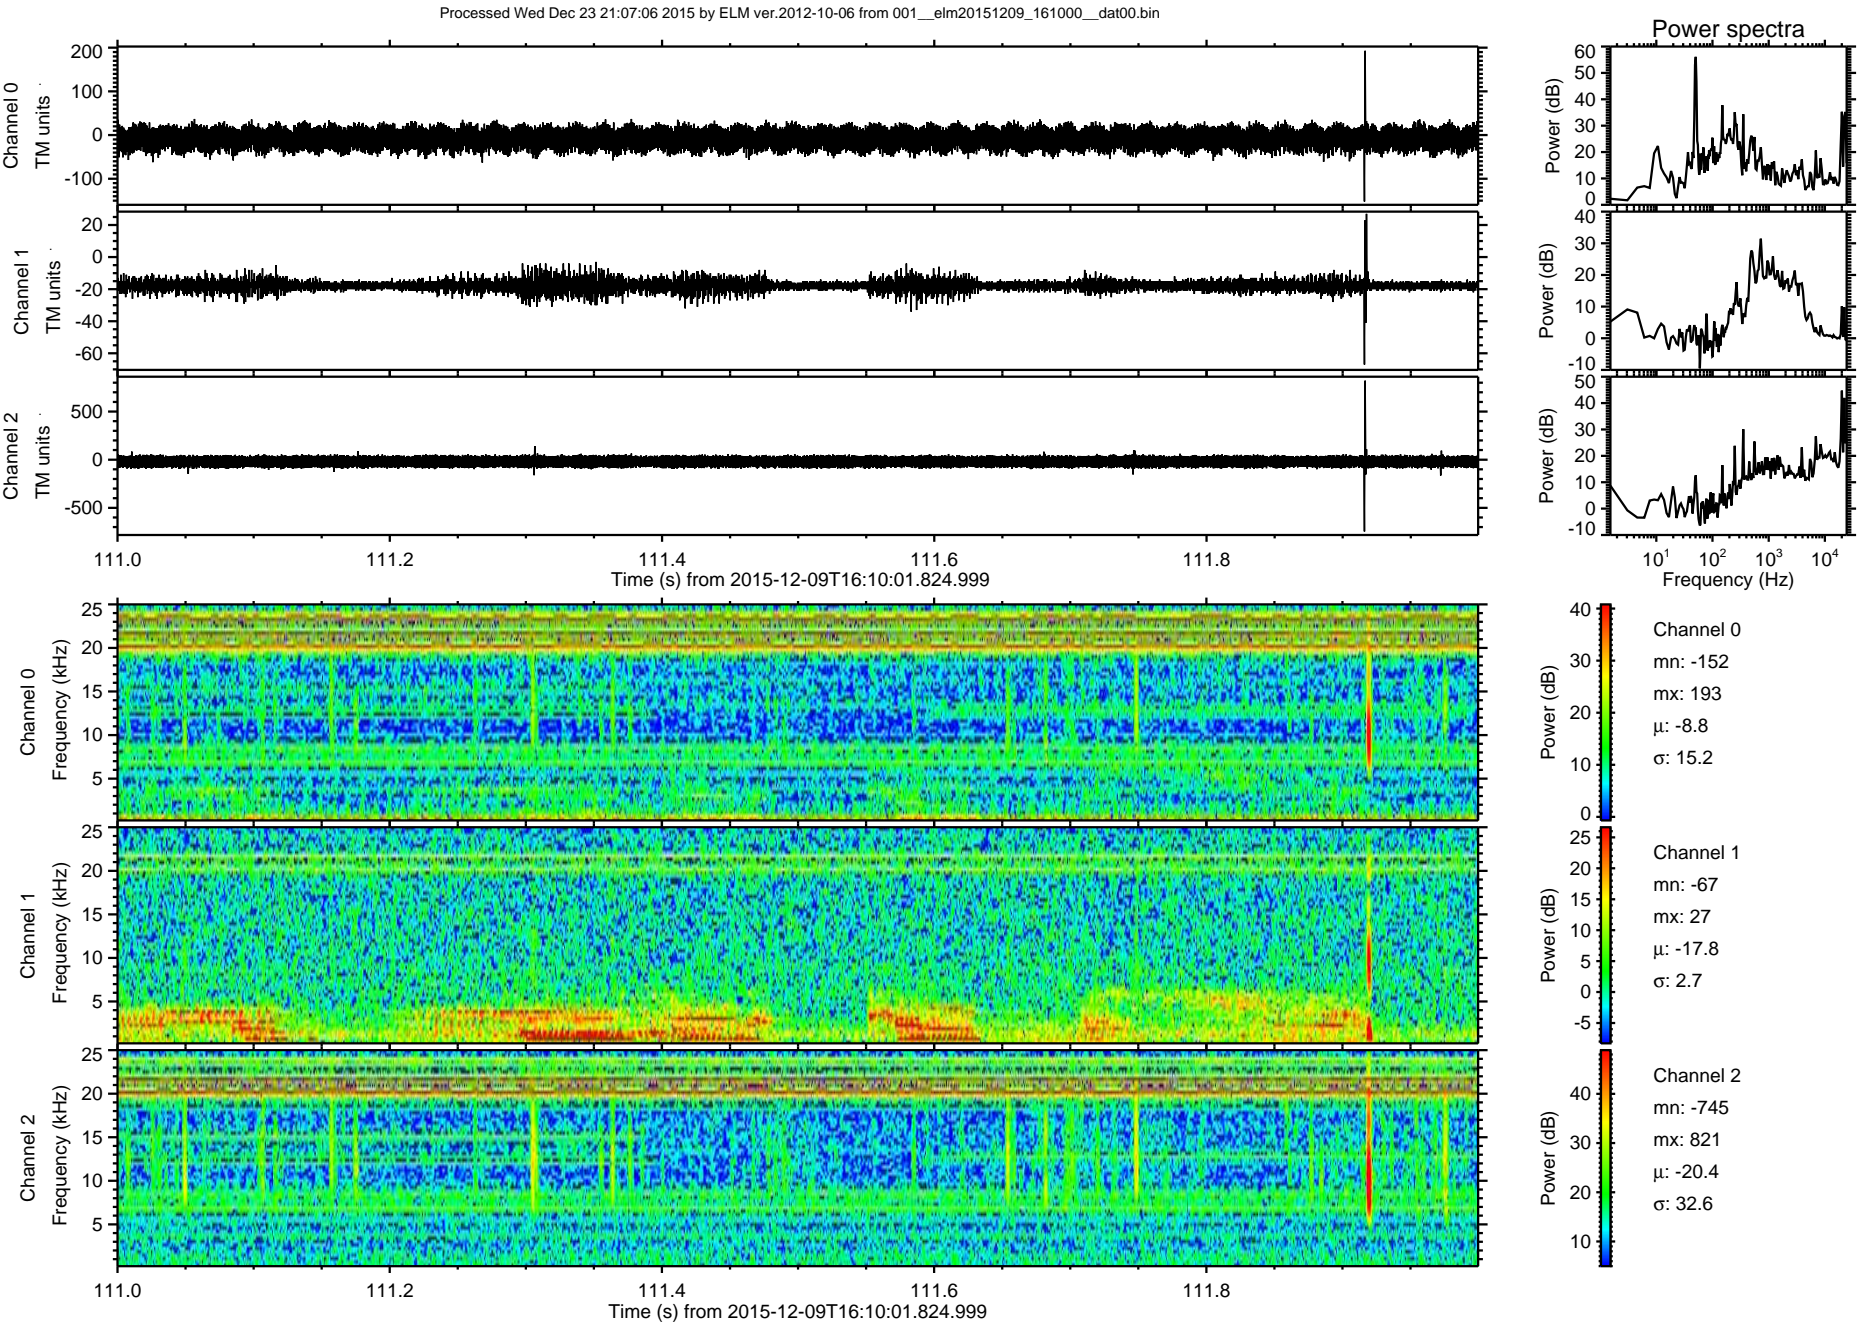 Processed Wed Dec 23 21:07:06 2015 by ELM ver.2012-10-06 from 001__elm20151209_161000__dat00.bin
Power spectra
Channel 0
TM units
200
100
0
-100
Power (dB)
60
50
40
30
20
10
0
Channel 1
TM units
20
0
-20
-40
-60
Power (dB)
40
30
20
10
0
-10
Channel 2
TM units
500
0
-500
Power (dB)
50
40
30
20
10
0
-10
111.0 111.2 111.4 111.6 111.8
Time (s) from 2015-12-09T16:10:01.824.999
10¹ 10² 10³ 10⁴
Frequency (Hz)
Channel 0
Frequency (kHz)
25
20
15
10
5
Power (dB)
40
30
20
10
0
Channel 0
mn: -152
mx: 193
µ: -8.8
σ: 15.2
Channel 1
Frequency (kHz)
25
20
15
10
5
Power (dB)
25
20
15
10
5
0
-5
Channel 1
mn: -67
mx: 27
µ: -17.8
σ: 2.7
Channel 2
Frequency (kHz)
25
20
15
10
5
Power (dB)
40
30
20
10
Channel 2
mn: -745
mx: 821
µ: -20.4
σ: 32.6
111.0 111.2 111.4 111.6 111.8
Time (s) from 2015-12-09T16:10:01.824.999